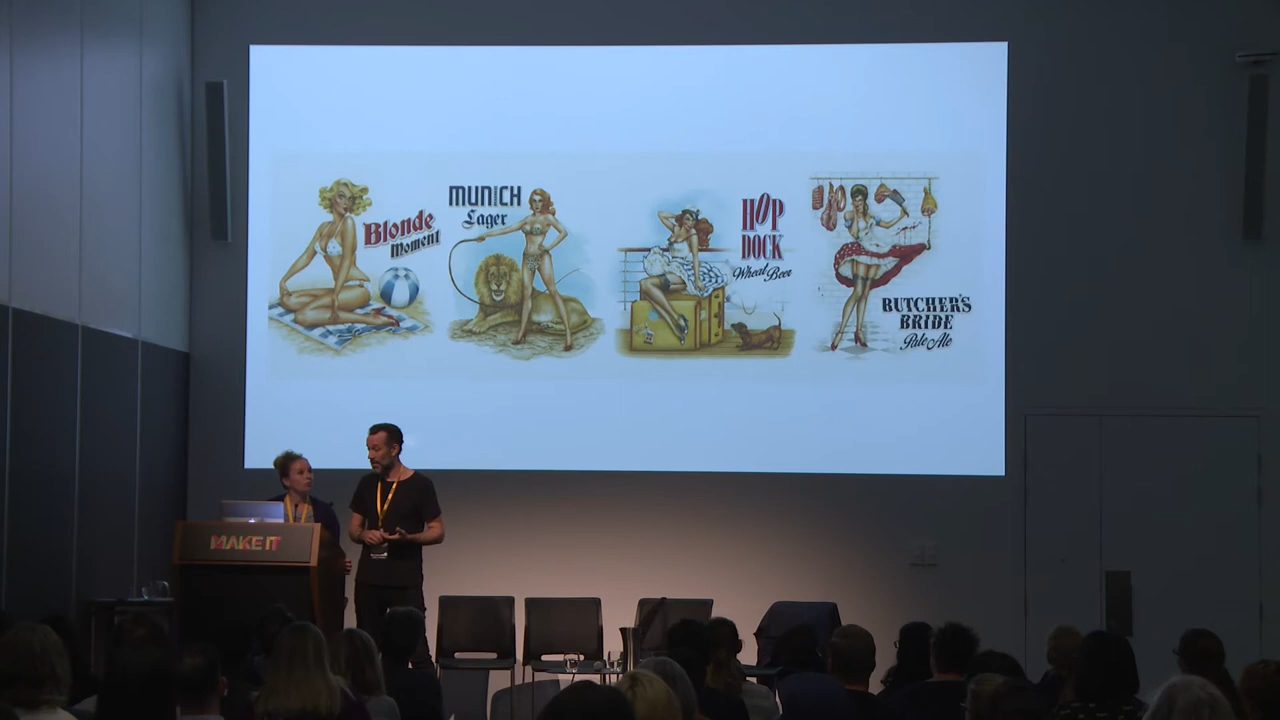 Blonde
Moment
MUNICH
Lager
HOP
DOCK
Wheat Beer
BUTCHER'S
BRIDE
Pale Ale
MAKE IT